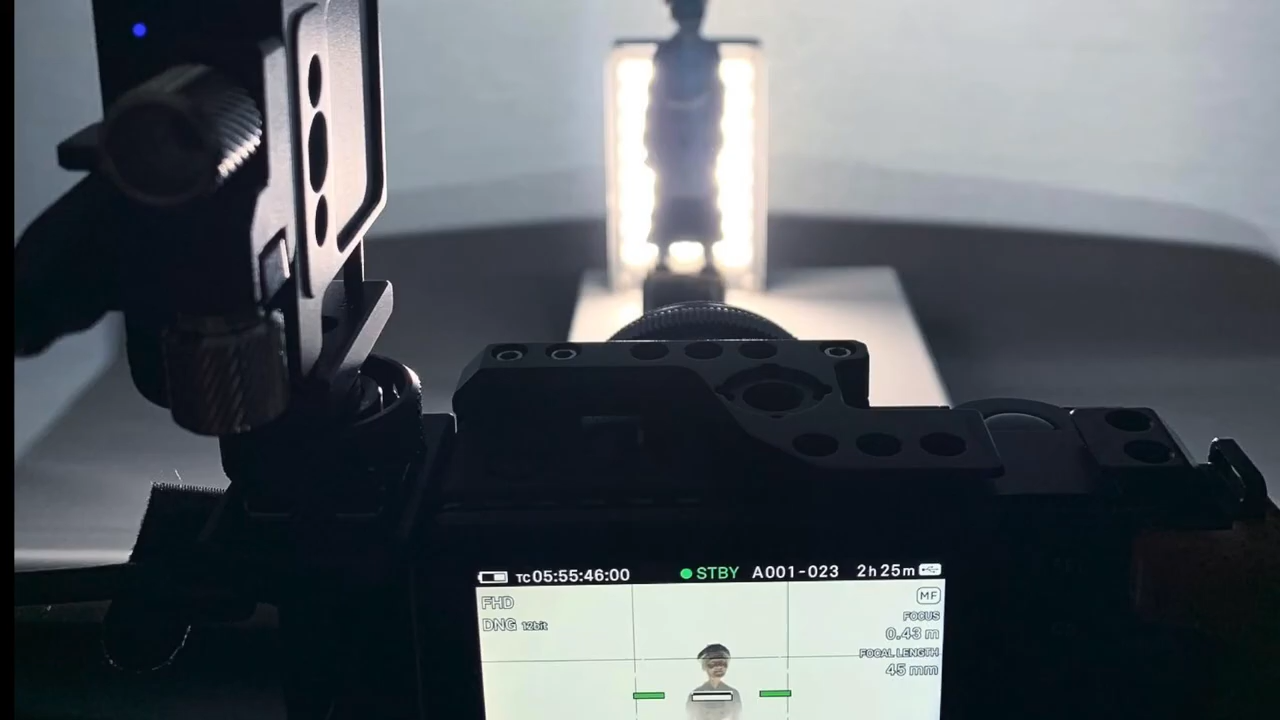 TC 05:55:46:00 STBY A001-023 2h 25m
FHD
DNG 12bit
MF
FOCUS
0.43 m
FOCAL LENGTH
45 mm